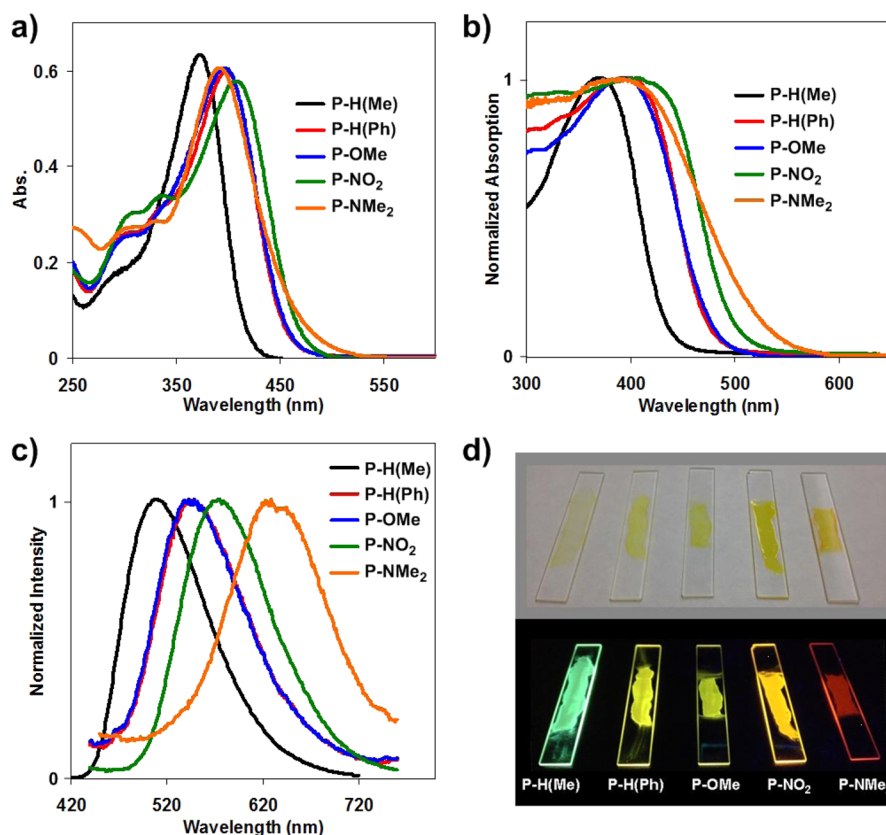 a)
0.6
0.4
0.2
0
Abs.
250
350
450
550
Wavelength (nm)
P-H(Me)
P-H(Ph)
P-OMe
P-NO₂
P-NMe₂
b)
1
0
Normalized Absorption
300
400
500
600
Wavelength (nm)
P-H(Me)
P-H(Ph)
P-OMe
P-NO₂
P-NMe₂
c)
1
0
Normalized Intensity
420
520
620
720
Wavelength (nm)
P-H(Me)
P-H(Ph)
P-OMe
P-NO₂
P-NMe₂
d)
P-H(Me)
P-H(Ph)
P-OMe
P-NO₂
P-NMe